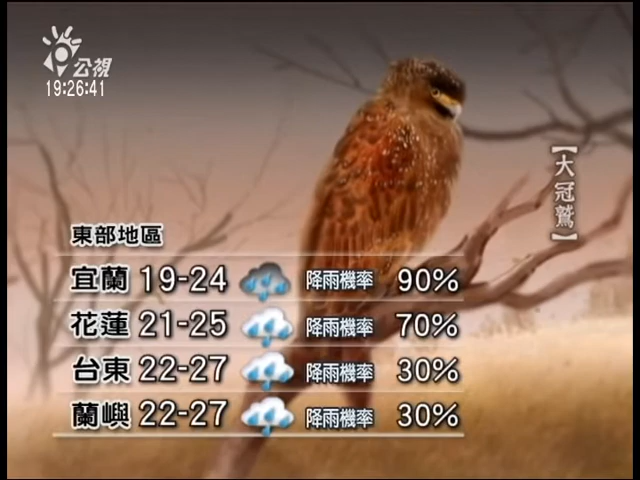 公視
19:26:41
【大冠鷲】
東部地區
宜蘭 19-24 降雨機率 90%
花蓮 21-25 降雨機率 70%
台東 22-27 降雨機率 30%
蘭嶼 22-27 降雨機率 30%